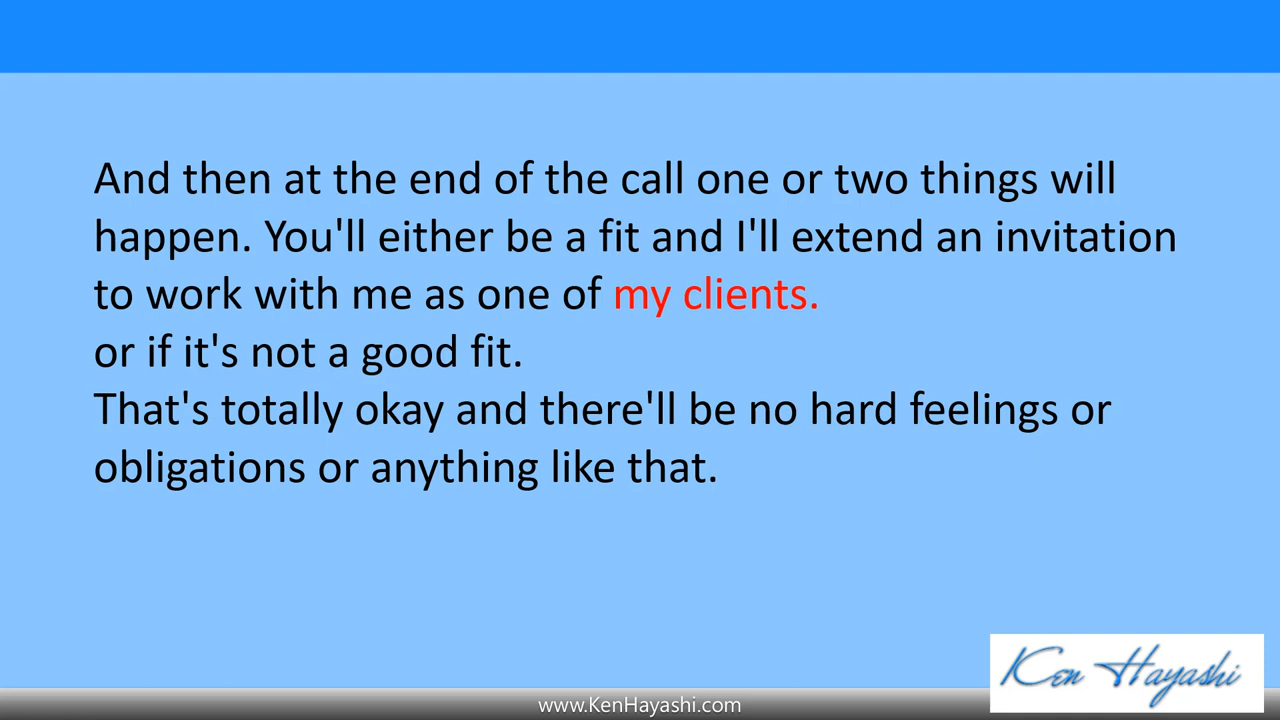 And then at the end of the call one or two things will
happen. You'll either be a fit and I'll extend an invitation
to work with me as one of my clients.
or if it's not a good fit.
That's totally okay and there'll be no hard feelings or
obligations or anything like that.
Ken Hayashi
www.KenHayashi.com